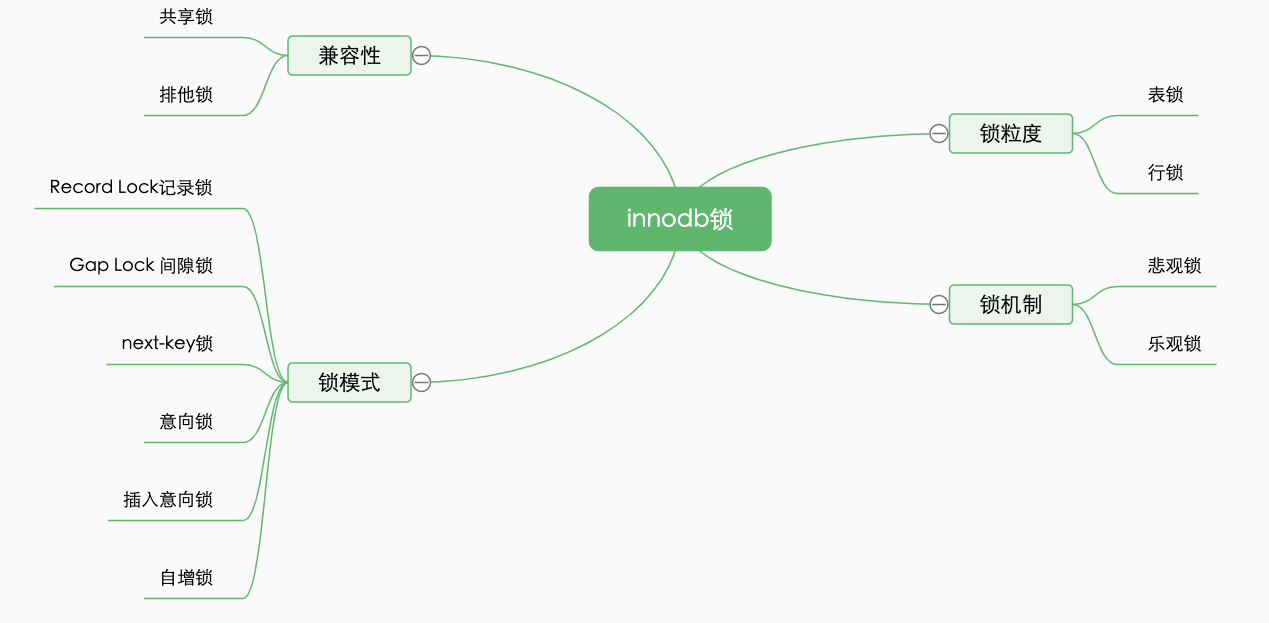 innodb锁
兼容性
共享锁
排他锁
锁模式
Record Lock记录锁
Gap Lock 间隙锁
next-key锁
意向锁
插入意向锁
自增锁
锁粒度
表锁
行锁
锁机制
悲观锁
乐观锁